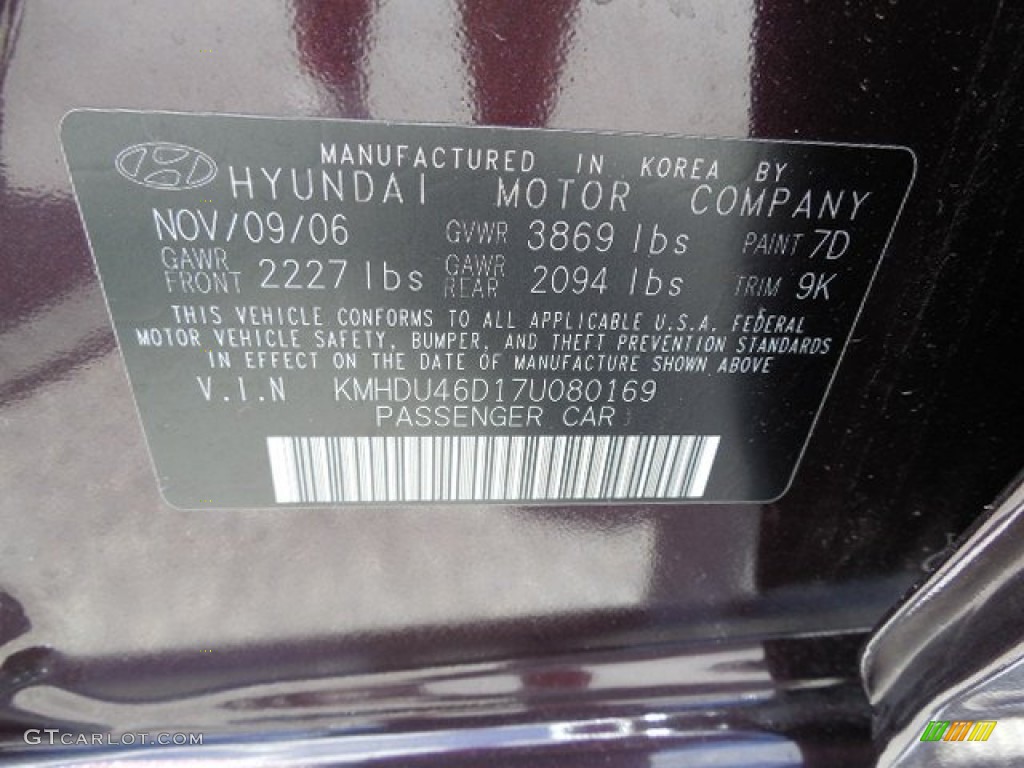 MANUFACTURED IN KOREA BY
HYUNDAI MOTOR COMPANY
NOV/09/06 GVWR 3869 lbs PAINT 7D
GAWR FRONT 2227 lbs GAWR REAR 2094 lbs TRIM 9K
THIS VEHICLE CONFORMS TO ALL APPLICABLE U.S.A. FEDERAL
MOTOR VEHICLE SAFETY, BUMPER, AND THEFT PREVENTION STANDARDS
IN EFFECT ON THE DATE OF MANUFACTURE SHOWN ABOVE
V.I.N KMHDU46D17U080169
PASSENGER CAR
GTCARLOT.COM